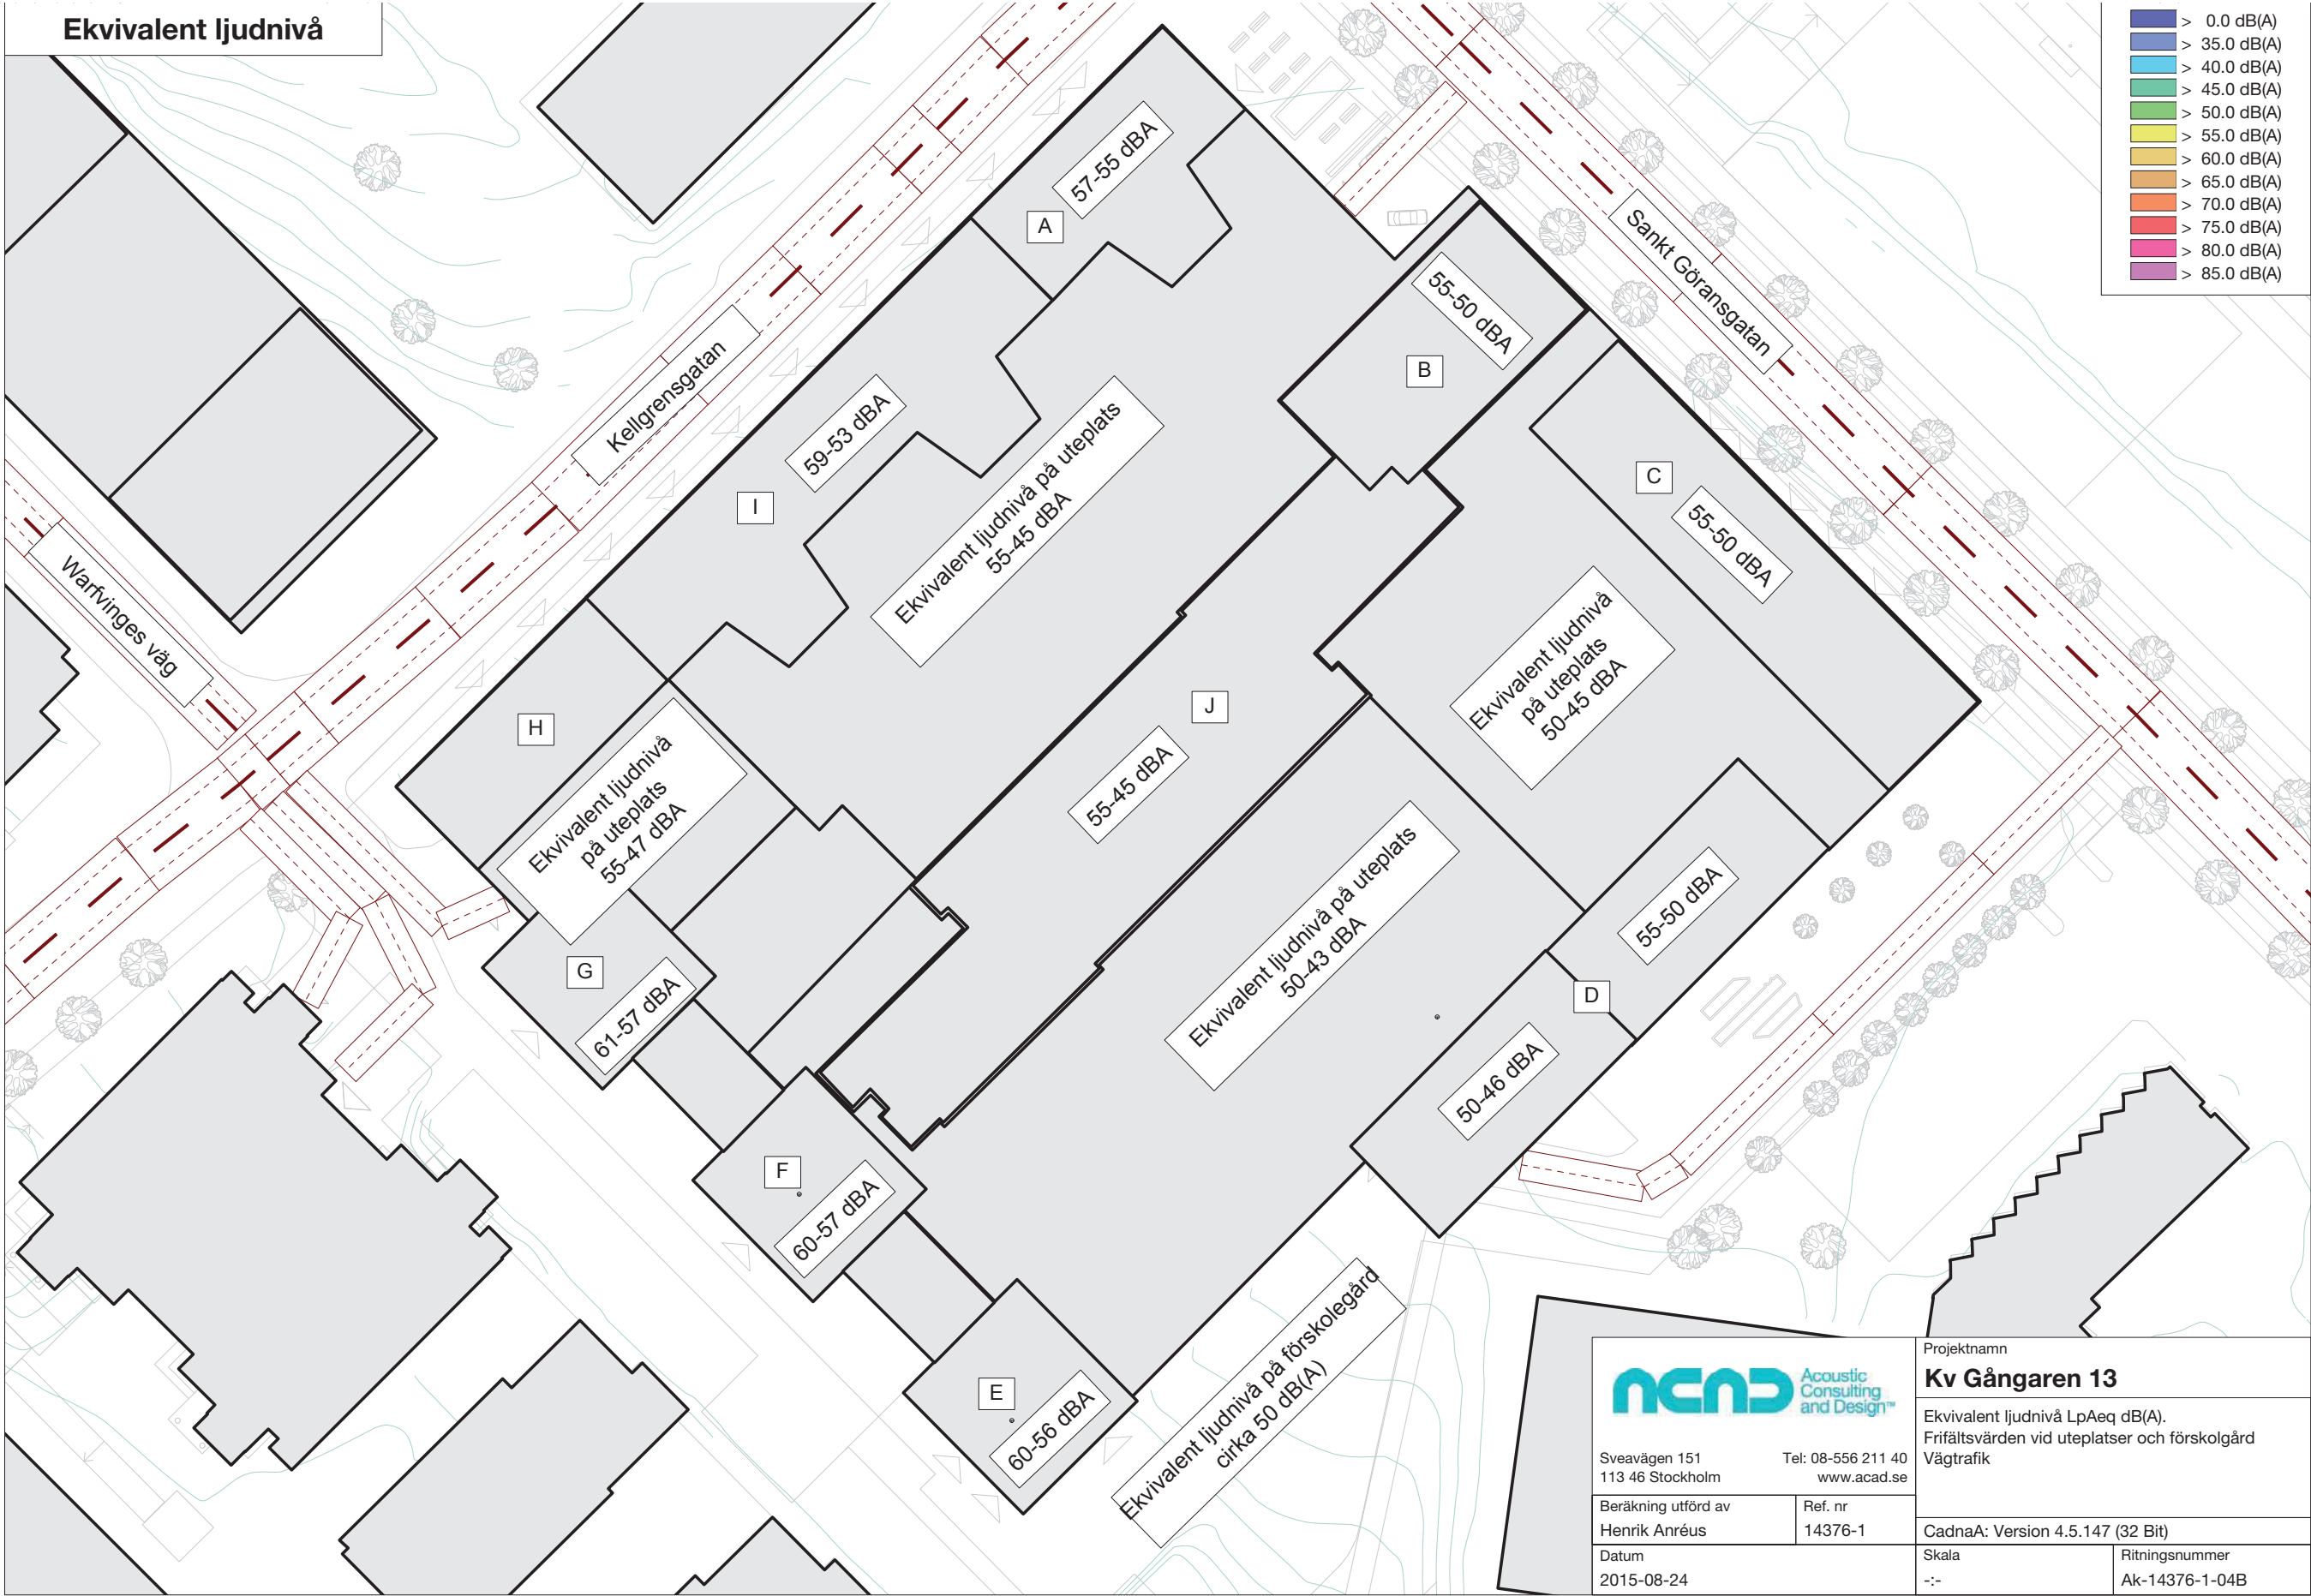 Ekvivalent ljudnivå
> 0.0 dB(A)
> 35.0 dB(A)
> 40.0 dB(A)
> 45.0 dB(A)
> 50.0 dB(A)
> 55.0 dB(A)
> 60.0 dB(A)
> 65.0 dB(A)
> 70.0 dB(A)
> 75.0 dB(A)
> 80.0 dB(A)
> 85.0 dB(A)
57-55 dBA
A
Sankt Göransgatan
55-50 dBA
B
Kellgrensgatan
59-53 dBA
I
Ekvivalent ljudnivå på uteplats
55-45 dBA
C
55-50 dBA
Warfvinges väg
Ekvivalent ljudnivå
på uteplats
50-45 dBA
H
J
55-45 dBA
Ekvivalent ljudnivå
på uteplats
55-47 dBA
Ekvivalent ljudnivå på uteplats
50-43 dBA
55-50 dBA
G
61-57 dBA
D
50-46 dBA
F
60-57 dBA
E
60-56 dBA
Ekvivalent ljudnivå på förskolegård
cirka 50 dB(A)
ACAD
Acoustic
Consulting
and Design™
Sveavägen 151
113 46 Stockholm
Tel: 08-556 211 40
www.acad.se
Projektnamn
Kv Gångaren 13
Ekvivalent ljudnivå LpAeq dB(A).
Frifältsvärden vid uteplatser och förskolgård
Vägtrafik
Beräkning utförd av
Henrik Anréus
Ref. nr
14376-1
CadnaA: Version 4.5.147 (32 Bit)
Datum
2015-08-24
Skala
-:-
Ritningsnummer
Ak-14376-1-04B